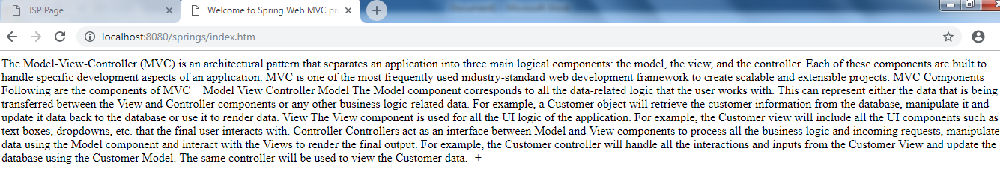 JSP Page
Welcome to Spring Web MVC pr
localhost:8080/springs/index.htm
The Model-View-Controller (MVC) is an architectural pattern that separates an application into three main logical components: the model, the view, and the controller. Each of these components are built to
handle specific development aspects of an application. MVC is one of the most frequently used industry-standard web development framework to create scalable and extensible projects. MVC Components
Following are the components of MVC − Model View Controller Model The Model component corresponds to all the data-related logic that the user works with. This can represent either the data that is being
transferred between the View and Controller components or any other business logic-related data. For example, a Customer object will retrieve the customer information from the database, manipulate it and
update it data back to the database or use it to render data. View The View component is used for all the UI logic of the application. For example, the Customer view will include all the UI components such as
text boxes, dropdowns, etc. that the final user interacts with. Controller Controllers act as an interface between Model and View components to process all the business logic and incoming requests, manipulate
data using the Model component and interact with the Views to render the final output. For example, the Customer controller will handle all the interactions and inputs from the Customer View and update the
database using the Customer Model. The same controller will be used to view the Customer data. -+